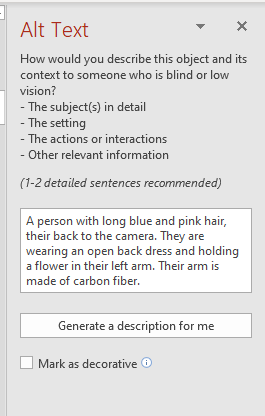 Alt Text
How would you describe this object and its
context to someone who is blind or low
vision?
- The subject(s) in detail
- The setting
- The actions or interactions
- Other relevant information
(1-2 detailed sentences recommended)
A person with long blue and pink hair,
their back to the camera. They are
wearing an open back dress and holding
a flower in their left arm. Their arm is
made of carbon fiber.
Generate a description for me
Mark as decorative